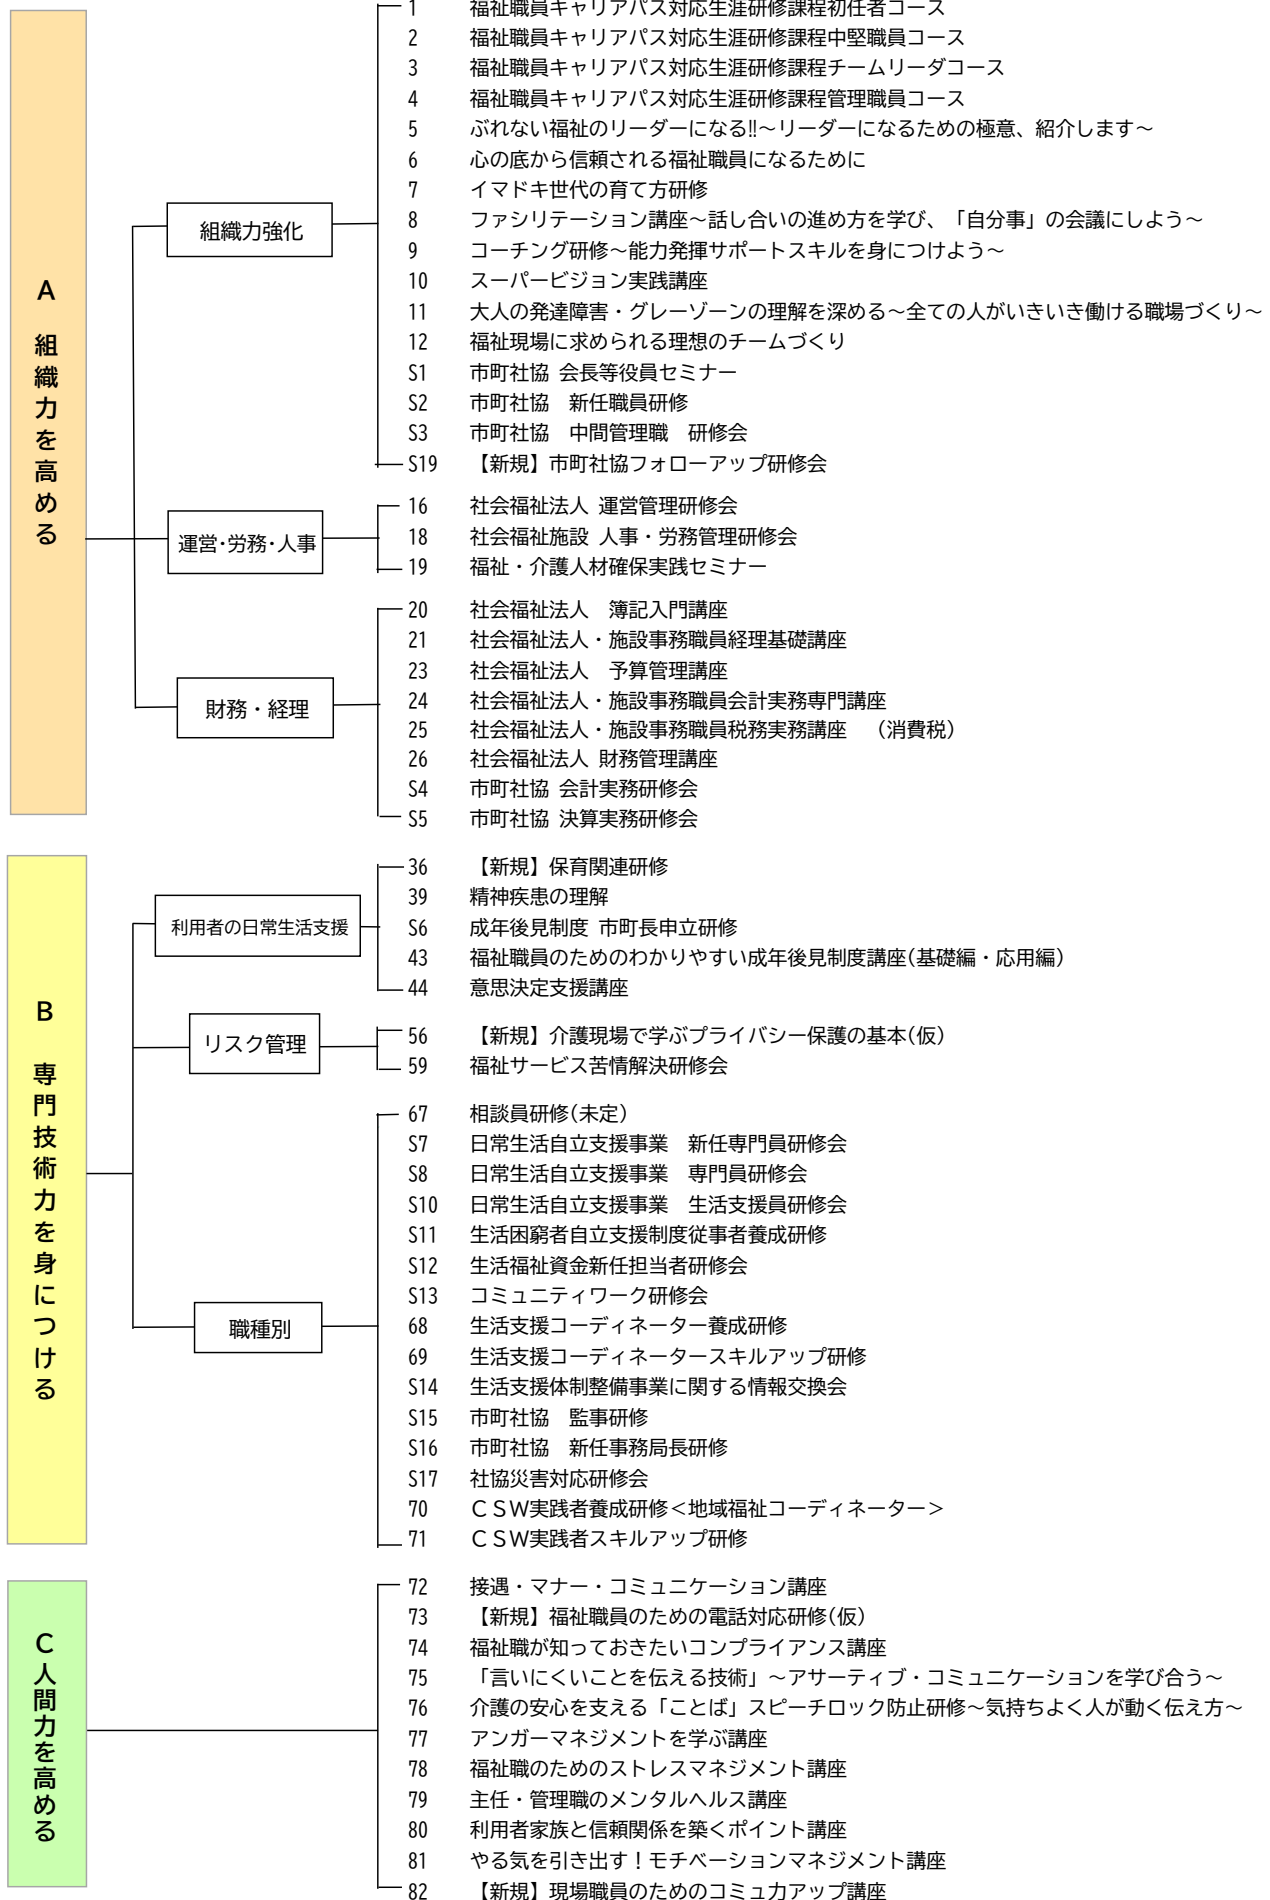 A 組織力を高める
組織力強化
1 福祉職員キャリアパス対応生涯研修課程初任者コース
2 福祉職員キャリアパス対応生涯研修課程中堅職員コース
3 福祉職員キャリアパス対応生涯研修課程チームリーダコース
4 福祉職員キャリアパス対応生涯研修課程管理職員コース
5 ぶれない福祉のリーダーになる‼～リーダーになるための極意、紹介します～
6 心の底から信頼される福祉職員になるために
7 イマドキ世代の育て方研修
8 ファシリテーション講座～話し合いの進め方を学び、「自分事」の会議にしよう～
9 コーチング研修～能力発揮サポートスキルを身につけよう～
10 スーパービジョン実践講座
11 大人の発達障害・グレーゾーンの理解を深める～全ての人がいきいき働ける職場づくり～
12 福祉現場に求められる理想のチームづくり
S1 市町社協 会長等役員セミナー
S2 市町社協　新任職員研修
S3 市町社協　中間管理職　研修会
S19 【新規】市町社協フォローアップ研修会
運営・労務・人事
16 社会福祉法人 運営管理研修会
18 社会福祉施設 人事・労務管理研修会
19 福祉・介護人材確保実践セミナー
財務・経理
20 社会福祉法人　簿記入門講座
21 社会福祉法人・施設事務職員経理基礎講座
23 社会福祉法人　予算管理講座
24 社会福祉法人・施設事務職員会計実務専門講座
25 社会福祉法人・施設事務職員税務実務講座　（消費税）
26 社会福祉法人 財務管理講座
S4 市町社協 会計実務研修会
S5 市町社協 決算実務研修会
B 専門技術力を身につける
利用者の日常生活支援
36 【新規】保育関連研修
39 精神疾患の理解
S6 成年後見制度 市町長申立研修
43 福祉職員のためのわかりやすい成年後見制度講座(基礎編・応用編)
44 意思決定支援講座
リスク管理
56 【新規】介護現場で学ぶプライバシー保護の基本(仮)
59 福祉サービス苦情解決研修会
職種別
67 相談員研修(未定)
S7 日常生活自立支援事業　新任専門員研修会
S8 日常生活自立支援事業　専門員研修会
S10 日常生活自立支援事業　生活支援員研修会
S11 生活困窮者自立支援制度従事者養成研修
S12 生活福祉資金新任担当者研修会
S13 コミュニティワーク研修会
68 生活支援コーディネーター養成研修
69 生活支援コーディネータースキルアップ研修
S14 生活支援体制整備事業に関する情報交換会
S15 市町社協　監事研修
S16 市町社協　新任事務局長研修
S17 社協災害対応研修会
70 ＣＳＷ実践者養成研修＜地域福祉コーディネーター＞
71 ＣＳＷ実践者スキルアップ研修
C 人間力を高める
72 接遇・マナー・コミュニケーション講座
73 【新規】福祉職員のための電話対応研修(仮)
74 福祉職が知っておきたいコンプライアンス講座
75 「言いにくいことを伝える技術」～アサーティブ・コミュニケーションを学び合う～
76 介護の安心を支える「ことば」スピーチロック防止研修～気持ちよく人が動く伝え方～
77 アンガーマネジメントを学ぶ講座
78 福祉職のためのストレスマネジメント講座
79 主任・管理職のメンタルヘルス講座
80 利用者家族と信頼関係を築くポイント講座
81 やる気を引き出す！モチベーションマネジメント講座
82 【新規】現場職員のためのコミュ力アップ講座